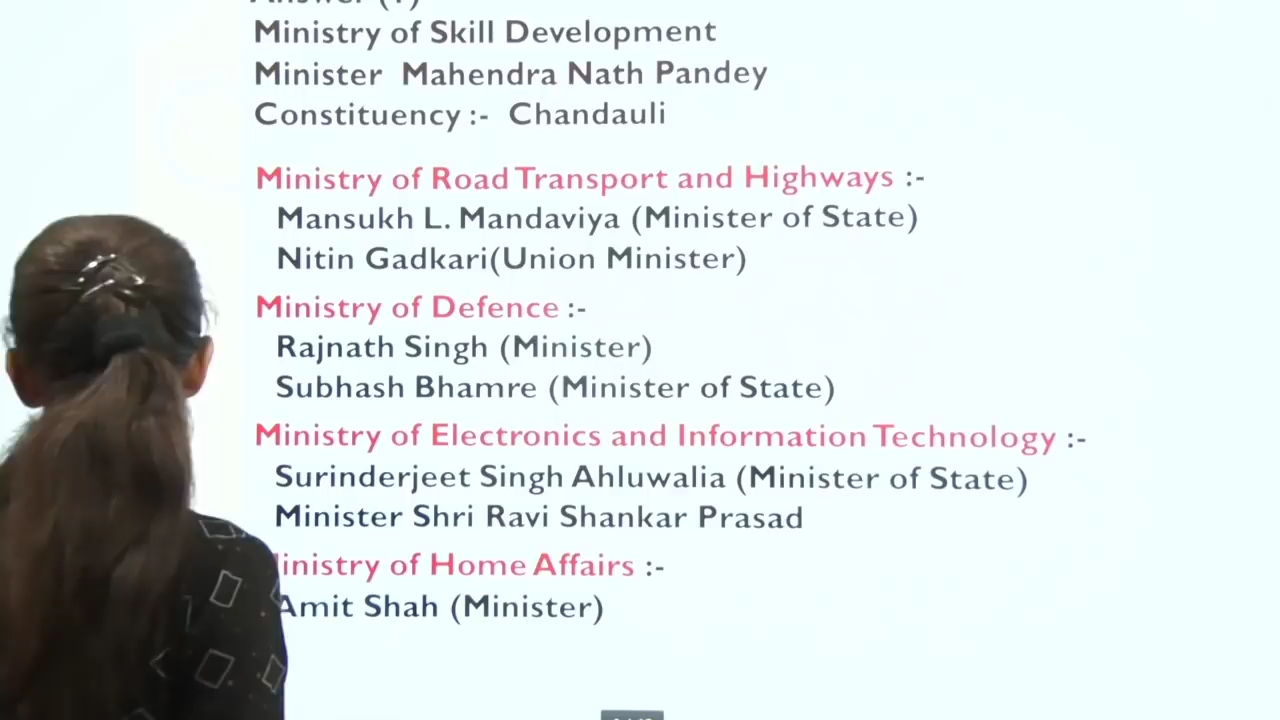 Ministry of Skill Development
Minister Mahendra Nath Pandey
Constituency :- Chandauli
Ministry of Road Transport and Highways :-
Mansukh L. Mandaviya (Minister of State)
Nitin Gadkari(Union Minister)
Ministry of Defence :-
Rajnath Singh (Minister)
Subhash Bhamre (Minister of State)
Ministry of Electronics and Information Technology :-
Surinderjeet Singh Ahluwalia (Minister of State)
Minister Shri Ravi Shankar Prasad
inistry of Home Affairs :-
Amit Shah (Minister)